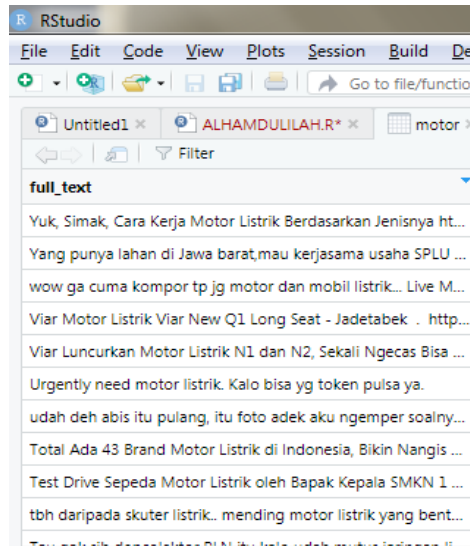 RStudio
File Edit Code View Plots Session Build De
Go to file/functio
Untitled1 ALHAMDULILAH.R* motor
Filter
full_text
Yuk, Simak, Cara Kerja Motor Listrik Berdasarkan Jenisnya ht...
Yang punya lahan di Jawa barat,mau kerjasama usaha SPLU ...
wow ga cuma kompor tp jg motor dan mobil listrik... Live M...
Viar Motor Listrik Viar New Q1 Long Seat - Jadetabek . http...
Viar Luncurkan Motor Listrik N1 dan N2, Sekali Ngecas Bisa ...
Urgently need motor listrik. Kalo bisa yg token pulsa ya.
udah deh abis itu pulang, itu foto adek aku ngemper soalny...
Total Ada 43 Brand Motor Listrik di Indonesia, Bikin Nangis ...
Test Drive Sepeda Motor Listrik oleh Bapak Kepala SMKN 1 ...
tbh daripada skuter listrik.. mending motor listrik yang bent...